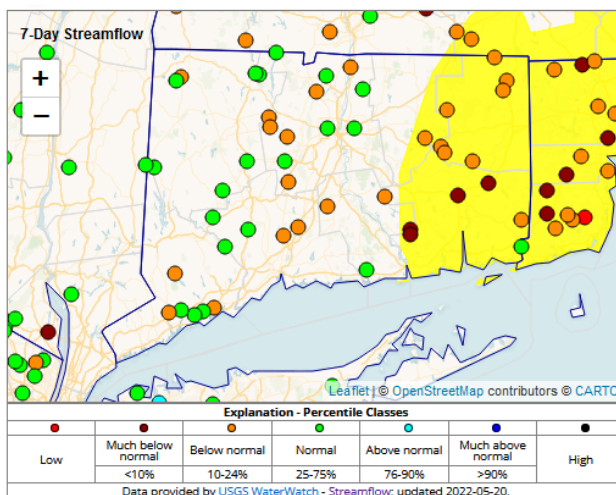 7-Day Streamflow
+
−
Leaflet | © OpenStreetMap contributors © CARTO
Explanation - Percentile Classes
Low Much below normal Below normal Normal Above normal Much above normal High
<10% 10-24% 25-75% 76-90% >90%
Data provided by USGS WaterWatch - Streamflow; updated 2022-05-20.